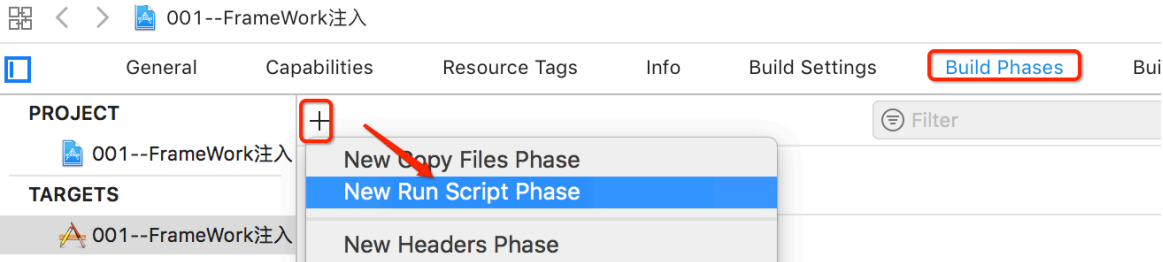 001--FrameWork注入
General Capabilities Resource Tags Info Build Settings Build Phases Bui
PROJECT
Filter
001--FrameWork注入
New Copy Files Phase
New Run Script Phase
TARGETS
001--FrameWork注入
New Headers Phase